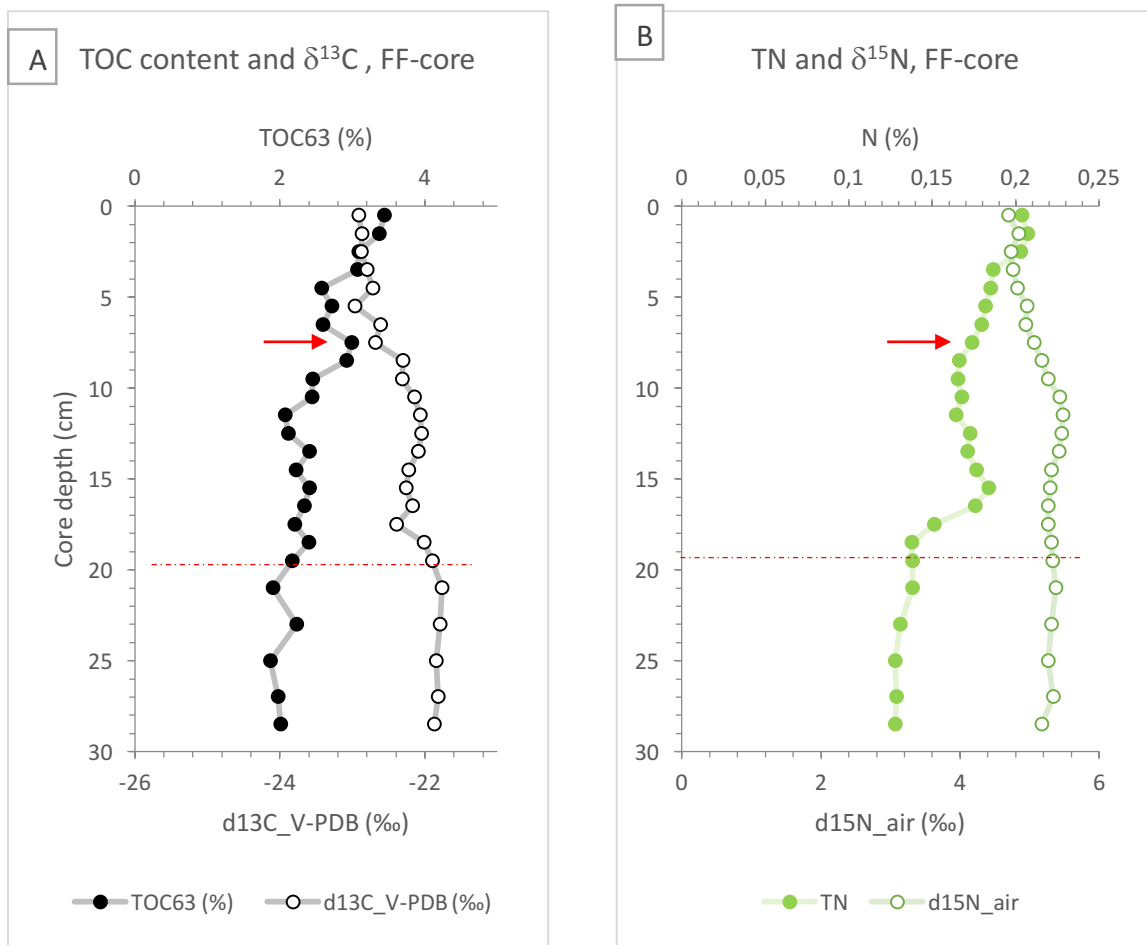 A
TOC content and δ¹³C , FF-core
TOC63 (%)
0 2 4
0
5
10
15
20
25
30
Core depth (cm)
-26 -24 -22
d13C_V-PDB (‰)
TOC63 (%) d13C_V-PDB (‰)
B
TN and δ¹⁵N, FF-core
N (%)
0 0,05 0,1 0,15 0,2 0,25
0
5
10
15
20
25
30
0 2 4 6
d15N_air (‰)
TN d15N_air